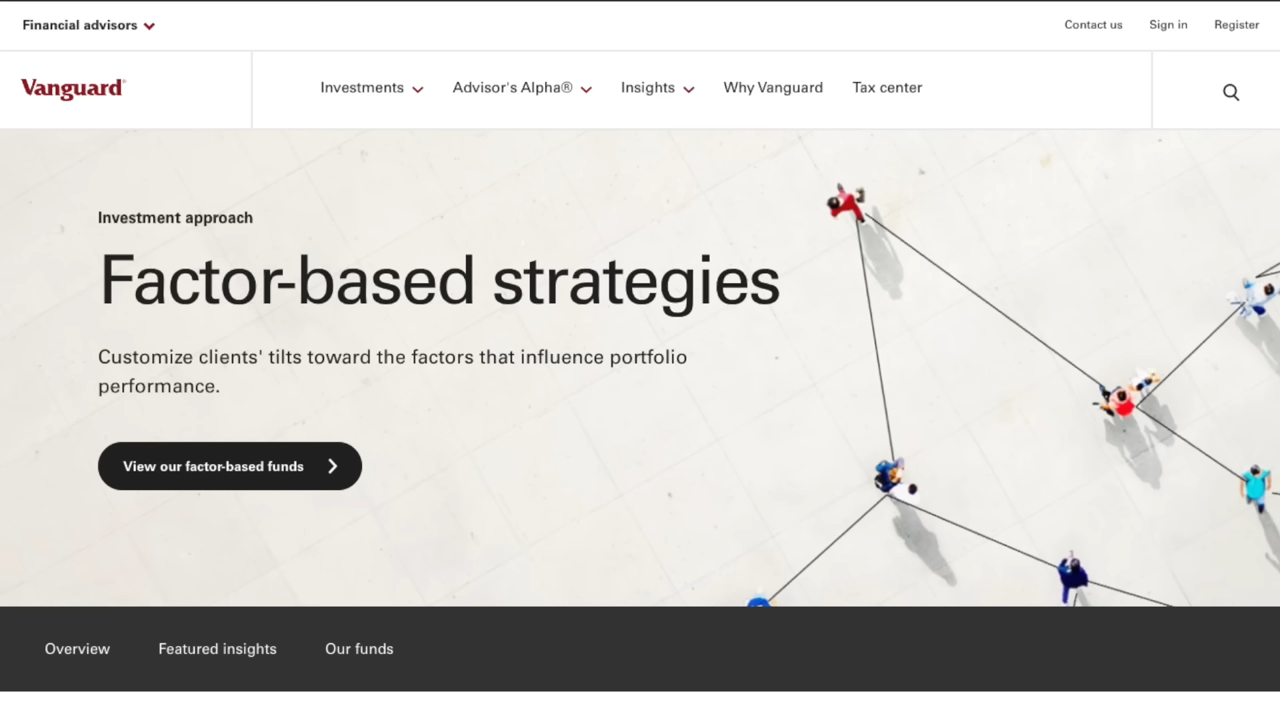 Financial advisors
Contact us
Sign in
Register
Vanguard®
Investments
Advisor's Alpha®
Insights
Why Vanguard
Tax center
Investment approach
Factor-based strategies
Customize clients' tilts toward the factors that influence portfolio
performance.
View our factor-based funds
Overview
Featured insights
Our funds